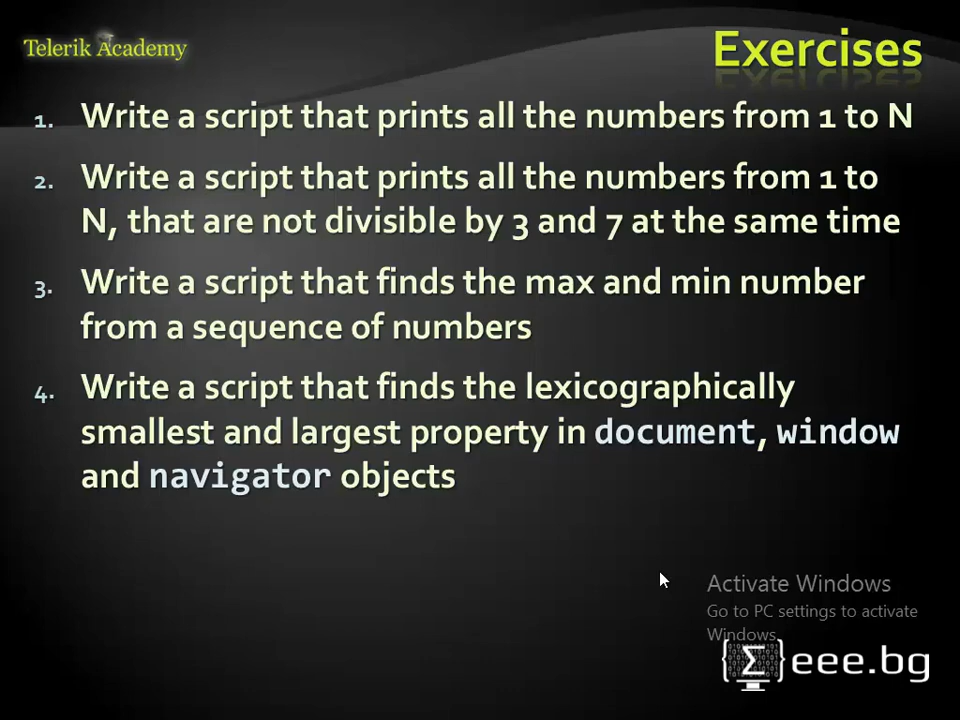 Telerik Academy
Exercises
1. Write a script that prints all the numbers from 1 to N
2. Write a script that prints all the numbers from 1 to
N, that are not divisible by 3 and 7 at the same time
3. Write a script that finds the max and min number
from a sequence of numbers
4. Write a script that finds the lexicographically
smallest and largest property in document, window
and navigator objects
Activate Windows
Go to PC settings to activate
Windows.
{Σ}eee.bg